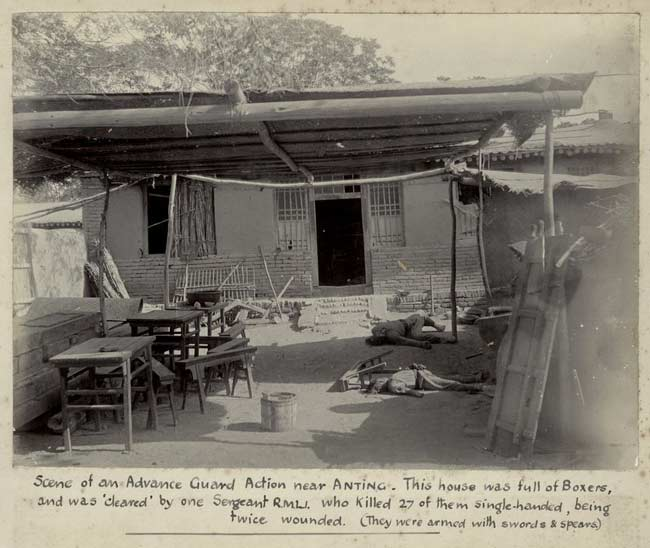 Scene of an Advance Guard Action near ANTING. This house was full of Boxers,
and was 'cleared' by one Sergeant R.M.L.I. who killed 27 of them single-handed, being
twice wounded. (They were armed with swords & spears)